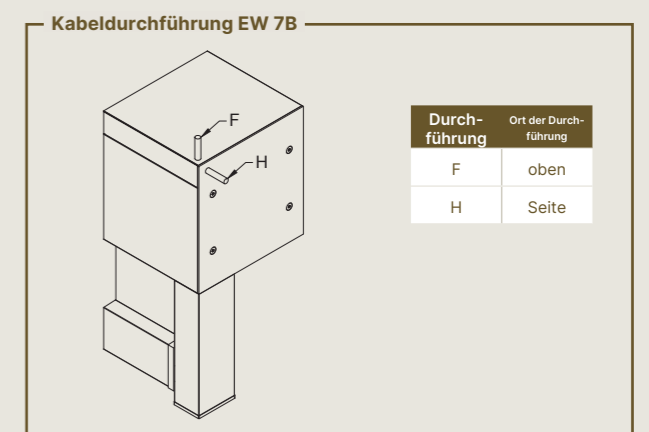 Kabeldurchführung EW 7B
F
H
Durch-
führung
Ort der Durch-
führung
F oben
H Seite